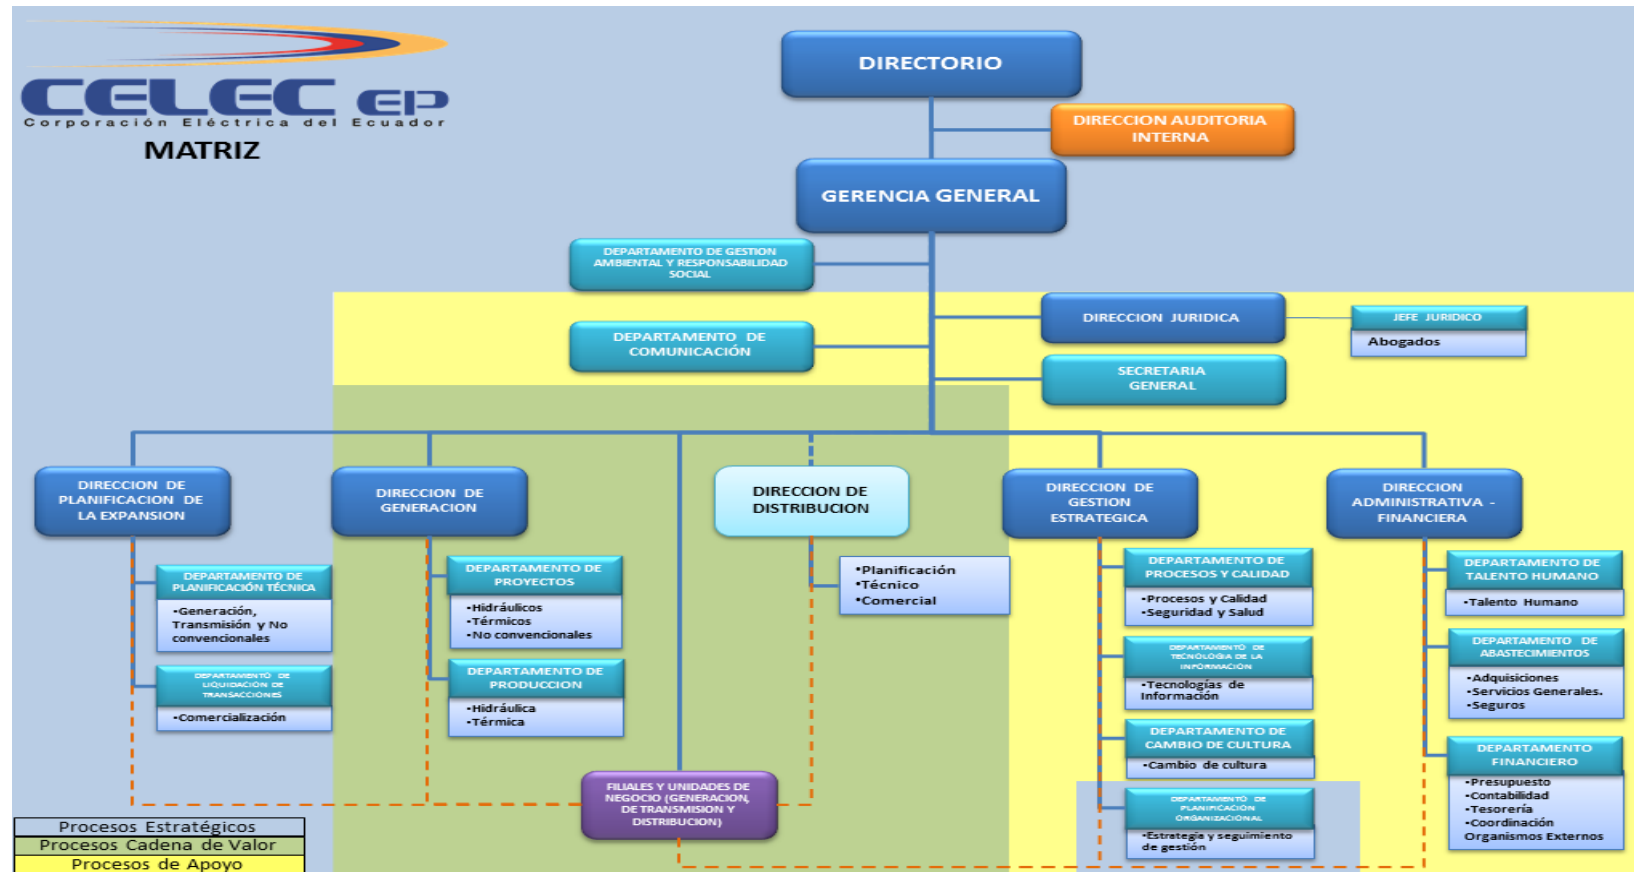 CELEC EP
Corporación Eléctrica del Ecuador
MATRIZ
DIRECTORIO
DIRECCION AUDITORIA
INTERNA
GERENCIA GENERAL
DEPARTAMENTO DE GESTION
AMBIENTAL Y RESPONSABILIDAD
SOCIAL
DIRECCION JURIDICA
JEFE JURIDICO
Abogados
DEPARTAMENTO DE
COMUNICACIÓN
SECRETARIA
GENERAL
DIRECCION DE
PLANIFICACION DE
LA EXPANSION
DEPARTAMENTO DE
PLANIFICACIÓN TÉCNICA
•Generación,
Transmisión y No
convencionales
DEPARTAMENTO DE
LIQUIDACIÓN DE
TRANSACCIONES
•Comercialización
DIRECCION DE
GENERACION
DEPARTAMENTO DE
PROYECTOS
•Hidráulicos
•Térmicos
•No convencionales
DEPARTAMENTO DE
PRODUCCION
•Hidráulica
•Térmica
FILIALES Y UNIDADES DE
NEGOCIO (GENERACION,
DE TRANSMISION Y
DISTRIBUCION)
DIRECCION DE
DISTRIBUCION
•Planificación
•Técnico
•Comercial
DIRECCION DE
GESTION
ESTRATEGICA
DEPARTAMENTO DE
PROCESOS Y CALIDAD
•Procesos y Calidad
•Seguridad y Salud
DEPARTAMENTO DE
TECNOLOGIA DE LA
INFORMACIÓN
•Tecnologías de
Información
DEPARTAMENTO DE
CAMBIO DE CULTURA
•Cambio de cultura
DEPARTAMENTO DE
PLANIFICACIÓN
ORGANIZACIONAL
•Estrategia y seguimiento
de gestión
DIRECCION
ADMINISTRATIVA -
FINANCIERA
DEPARTAMENTO DE
TALENTO HUMANO
•Talento Humano
DEPARTAMENTO DE
ABASTECIMIENTOS
•Adquisiciones
•Servicios Generales.
•Seguros
DEPARTAMENTO
FINANCIERO
•Presupuesto
•Contabilidad
•Tesorería
•Coordinación
Organismos Externos
Procesos Estratégicos
Procesos Cadena de Valor
Procesos de Apoyo